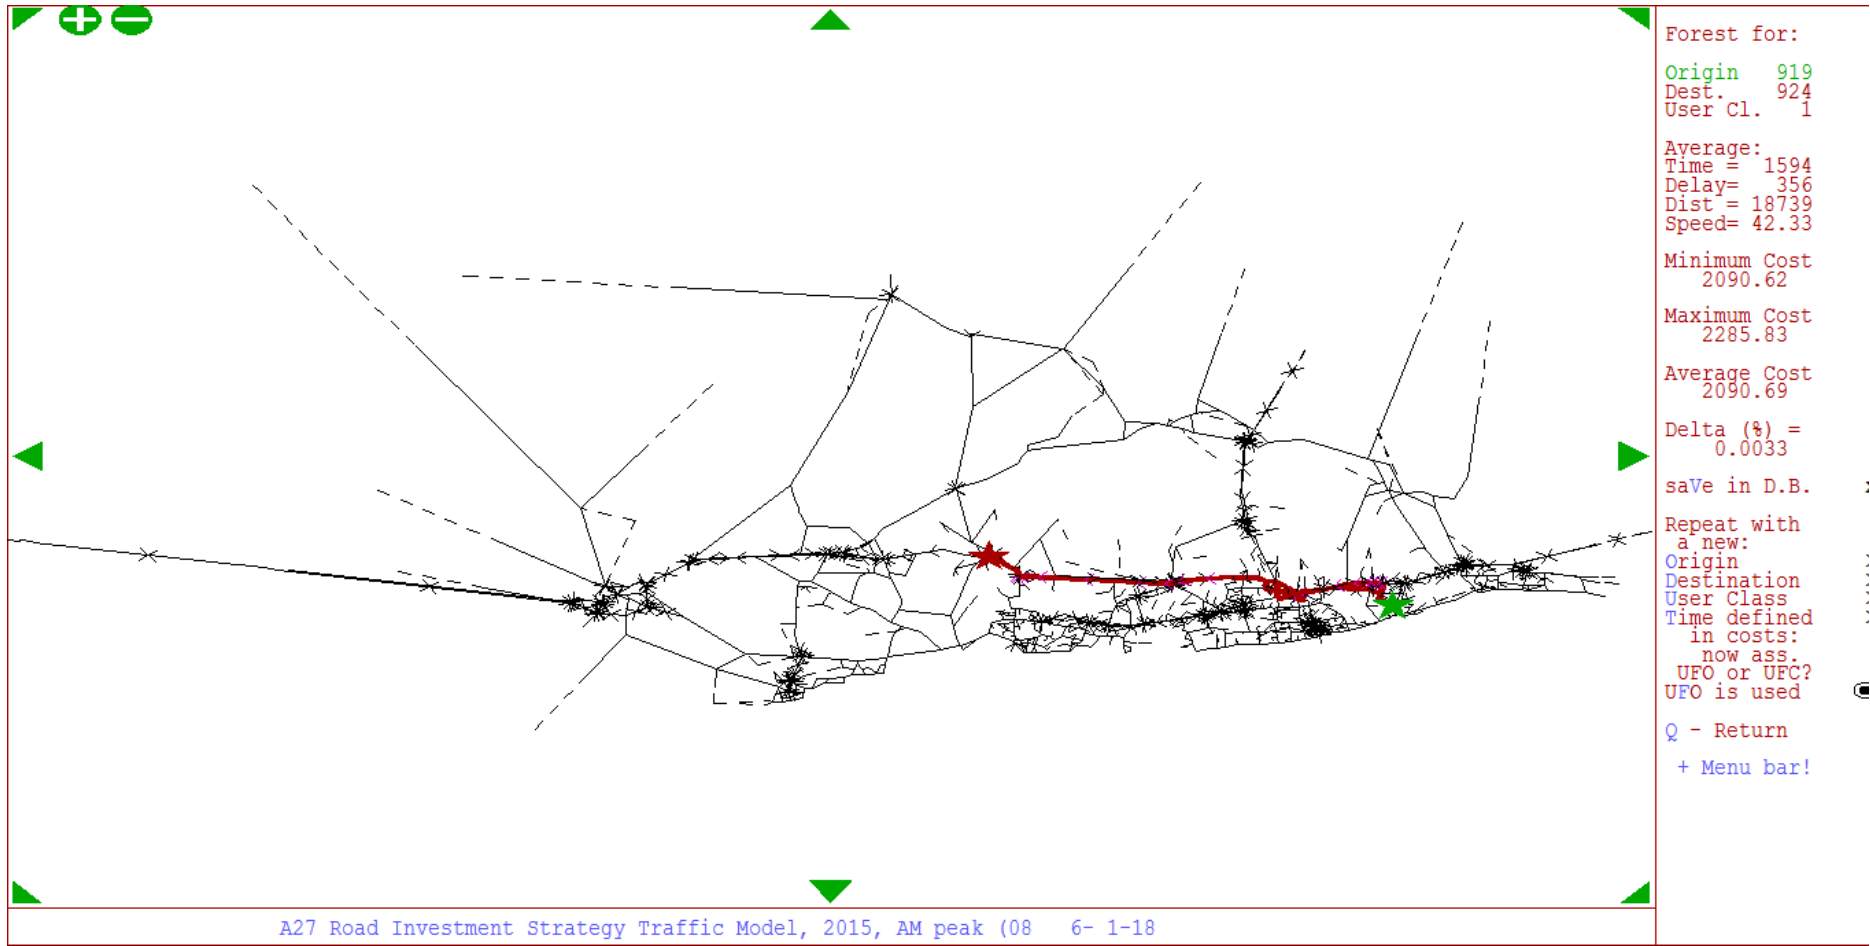 Forest for:
Origin 919
Dest. 924
User Cl. 1
Average:
Time = 1594
Delay= 356
Dist = 18739
Speed= 42.33
Minimum Cost
2090.62
Maximum Cost
2285.83
Average Cost
2090.69
Delta (%) =
0.0033
saVe in D.B.
Repeat with
a new:
Origin
Destination
User Class
Time defined
in costs:
now ass.
UFO or UFC?
UFO is used
Q - Return
+ Menu bar!
A27 Road Investment Strategy Traffic Model, 2015, AM peak (08 6- 1-18